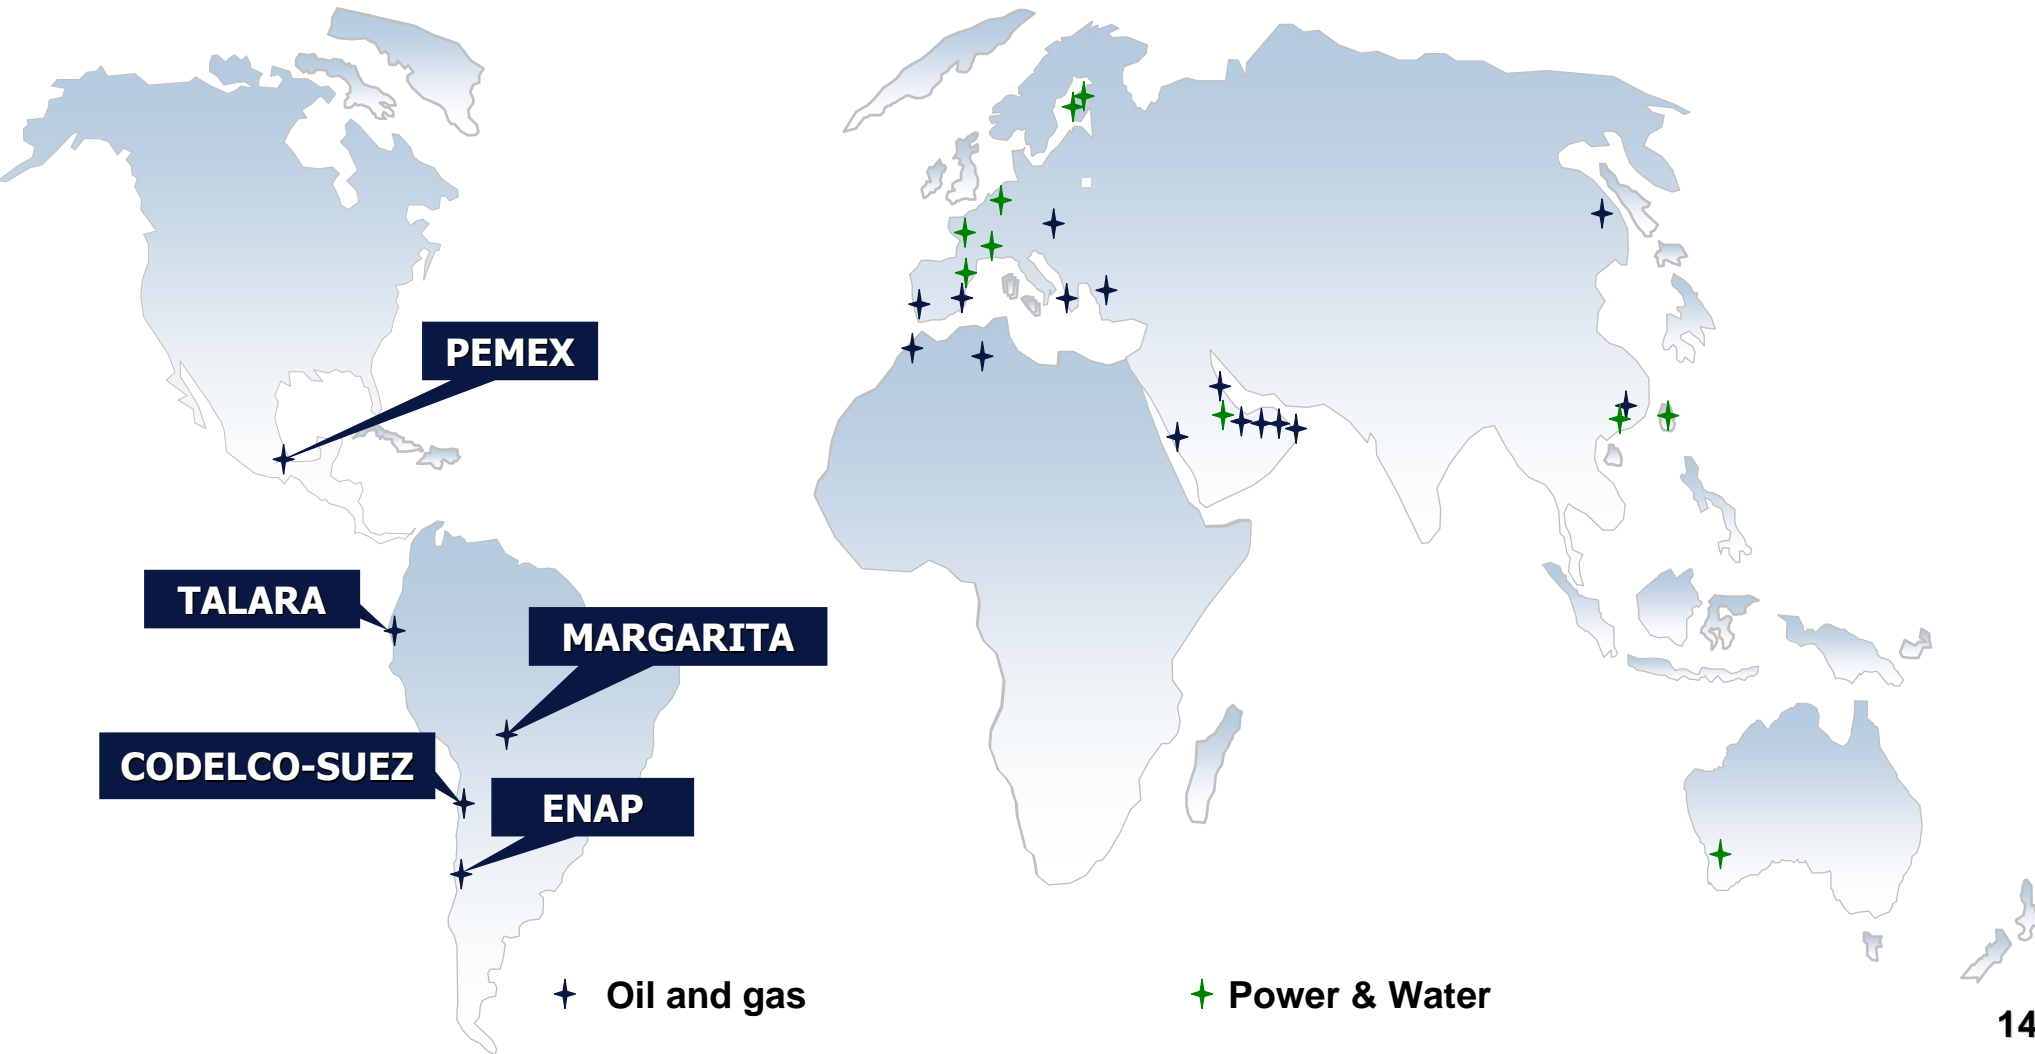 PEMEX
TALARA
MARGARITA
CODELCO-SUEZ
ENAP
Oil and gas
Power & Water
14